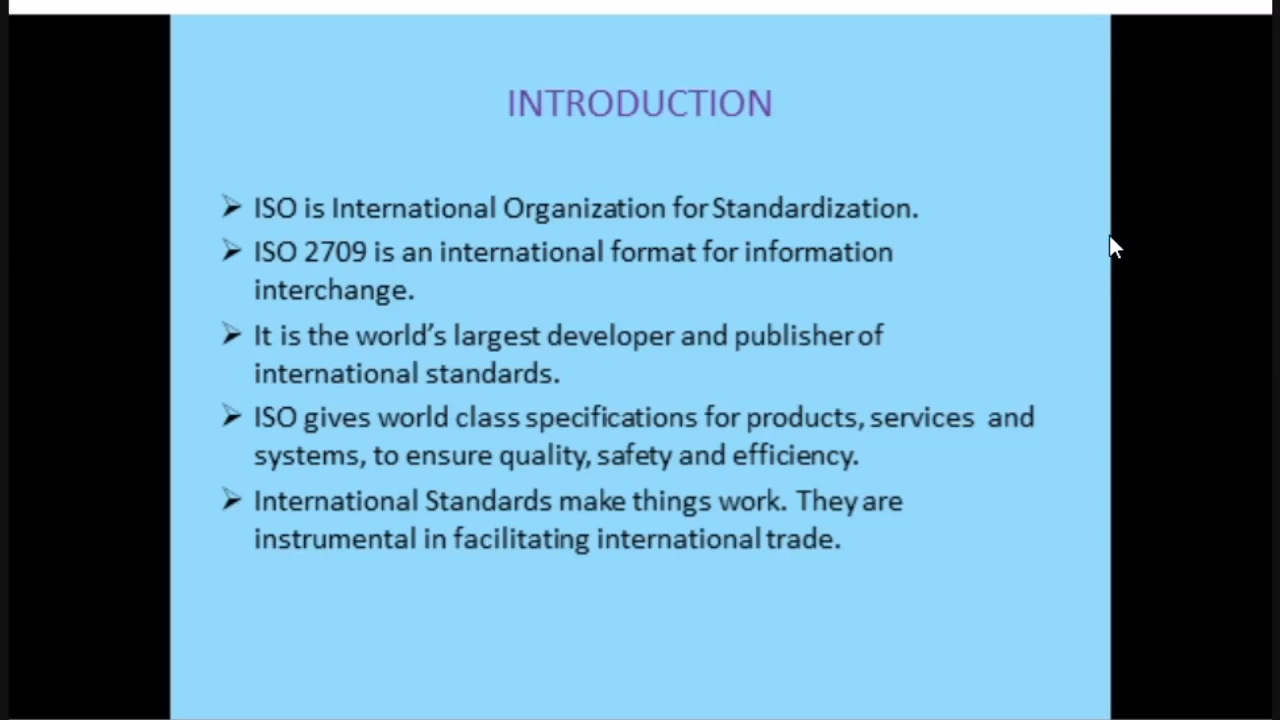 INTRODUCTION
➢ ISO is International Organization for Standardization.
➢ ISO 2709 is an international format for information
interchange.
➢ It is the world’s largest developer and publisher of
international standards.
➢ ISO gives world class specifications for products, services and
systems, to ensure quality, safety and efficiency.
➢ International Standards make things work. They are
instrumental in facilitating international trade.